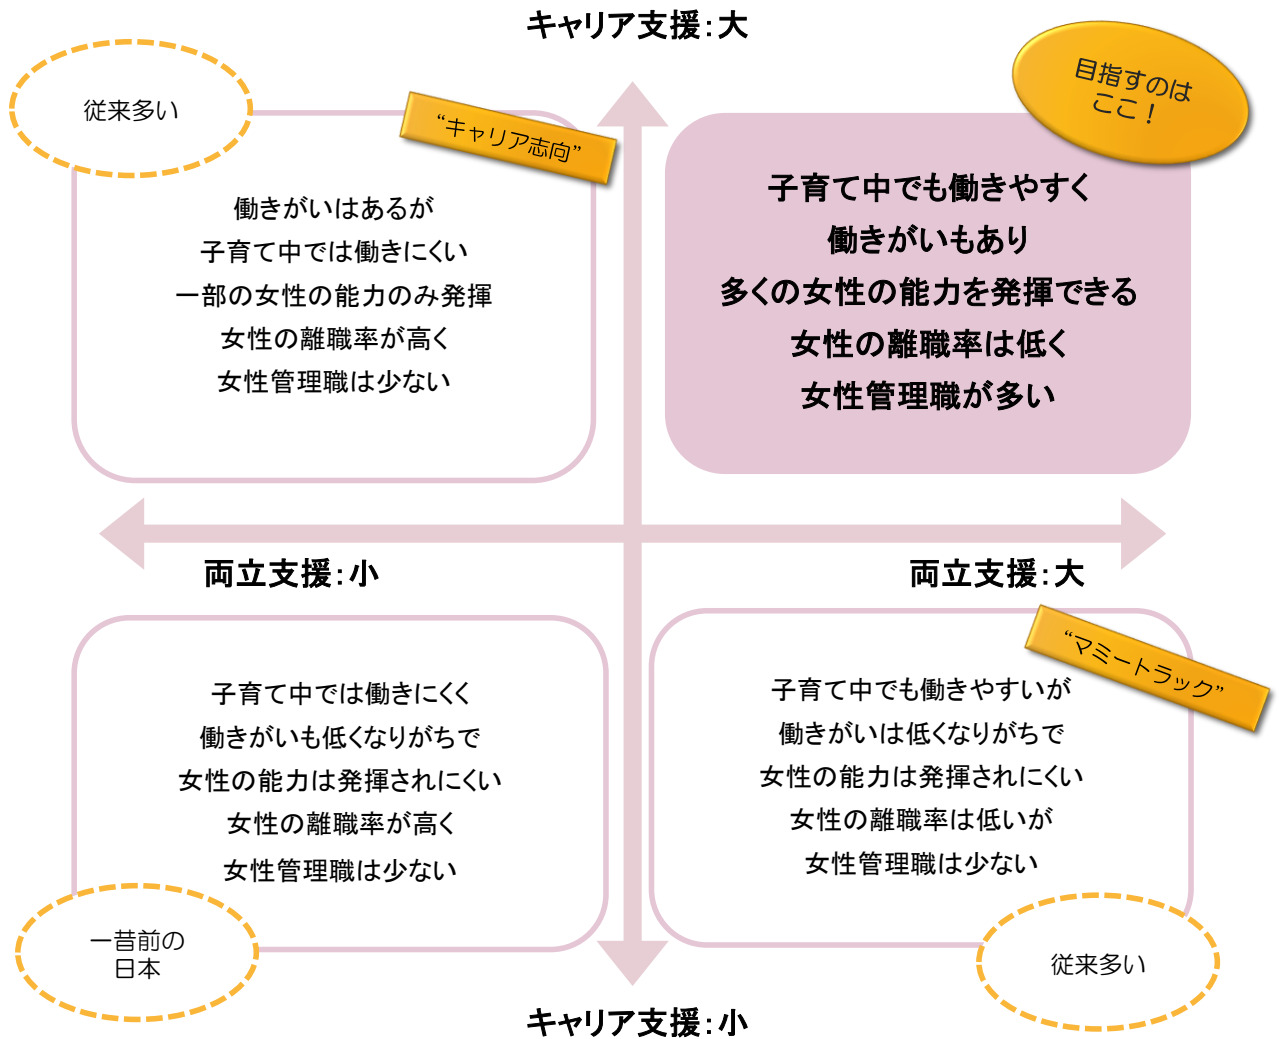 キャリア支援：大
従来多い
“キャリア志向”
働きがいはあるが
子育て中では働きにくい
一部の女性の能力のみ発揮
女性の離職率が高く
女性管理職は少ない
目指すのは
ここ！
子育て中でも働きやすく
働きがいもあり
多くの女性の能力を発揮できる
女性の離職率は低く
女性管理職が多い
両立支援：小
両立支援：大
子育て中では働きにくく
働きがいも低くなりがちで
女性の能力は発揮されにくい
女性の離職率が高く
女性管理職は少ない
一昔前の
日本
“マミートラック”
子育て中でも働きやすいが
働きがいは低くなりがちで
女性の能力は発揮されにくい
女性の離職率は低いが
女性管理職は少ない
従来多い
キャリア支援：小